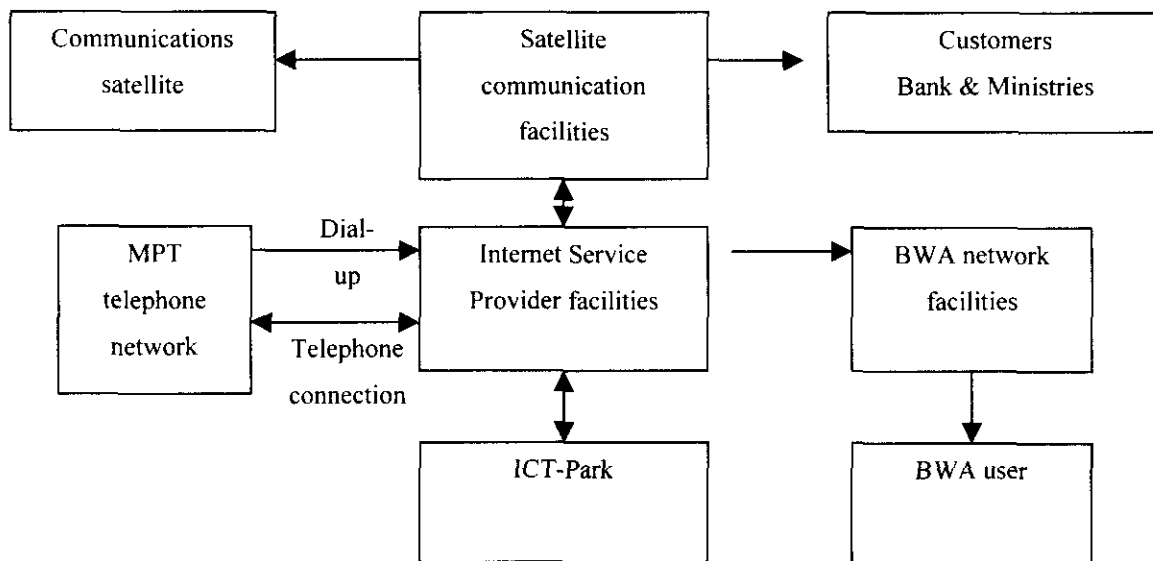 Communications
satellite
Satellite
communication
facilities
Customers
Bank & Ministries
MPT
telephone
network
Dial-
up
Telephone
connection
Internet Service
Provider facilities
BWA network
facilities
ICT-Park
BWA user